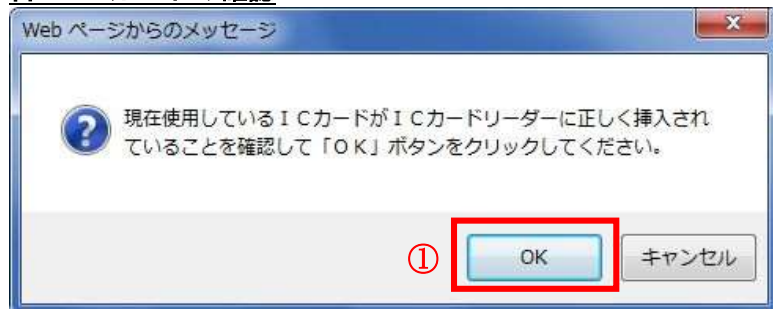 Web ページからのメッセージ
現在使用しているＩＣカードがＩＣカードリーダーに正しく挿入され
ていることを確認して「ＯＫ」ボタンをクリックしてください。
① OK キャンセル